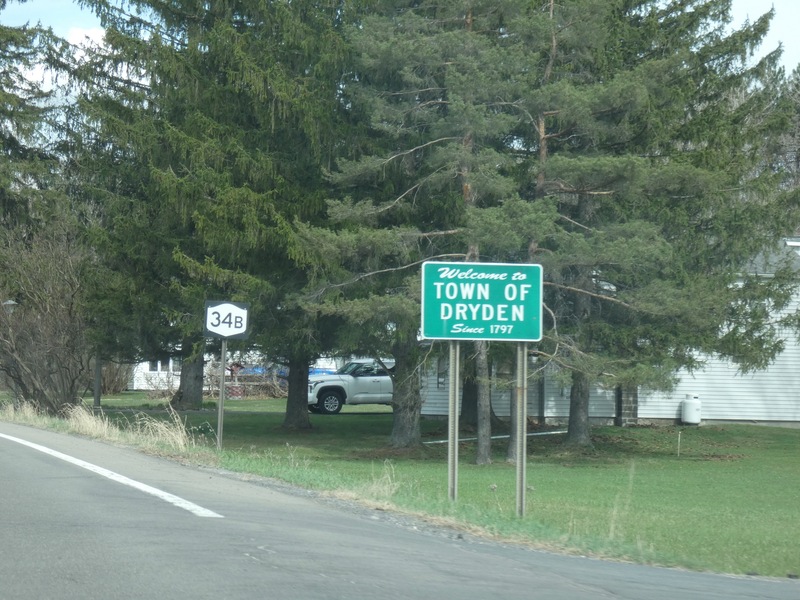 34B
Welcome to
TOWN OF
DRYDEN
Since 1797